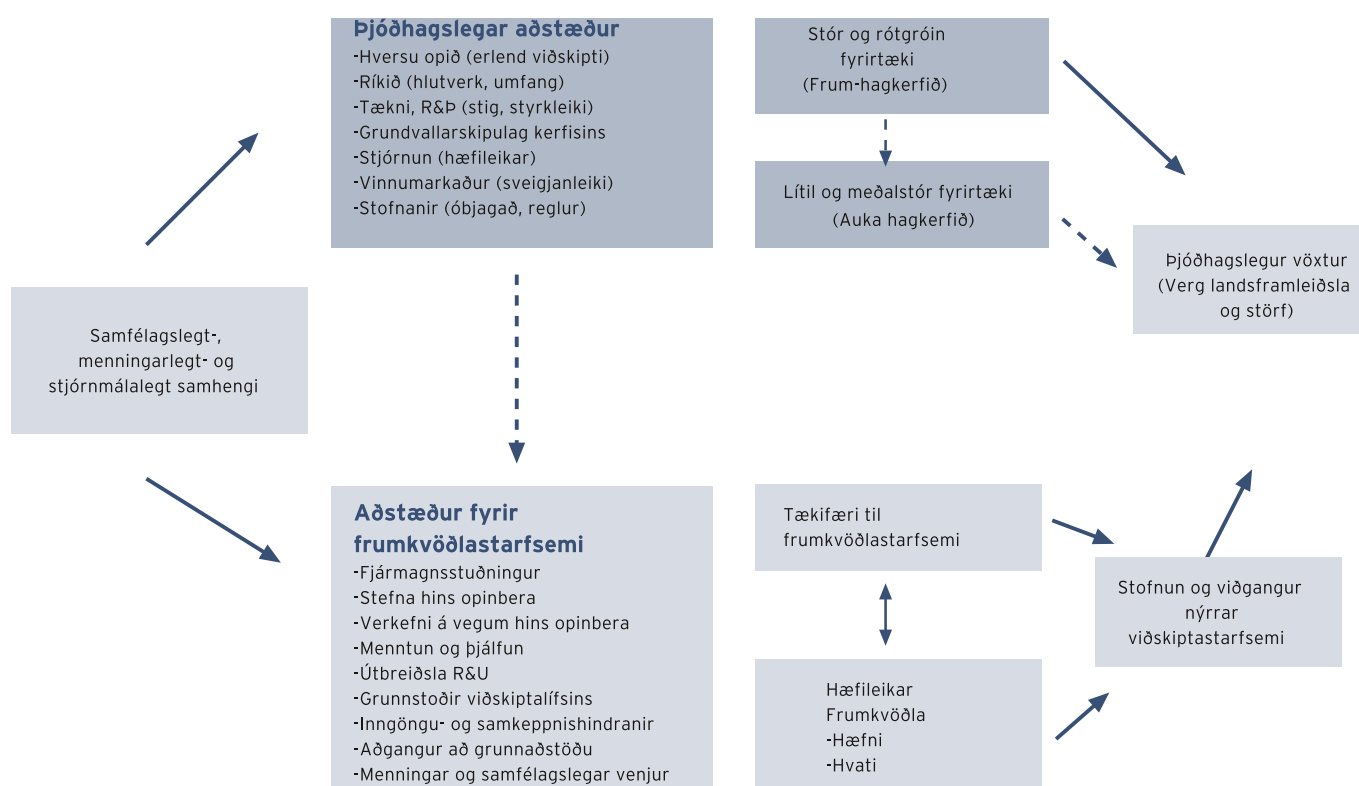 Þjóðhagslegar aðstæður
-Hversu opið (erlend viðskipti)
-Ríkið (hlutverk, umfang)
-Tækni, R&Þ (stig, styrkleiki)
-Grundvallarskipulag kerfisins
-Stjórnun (hæfileikar)
-Vinnumarkaður (sveigjanleiki)
-Stofnanir (óbjagað, reglur)
Stór og rótgróin
fyrirtæki
(Frum-hagkerfið)
Lítil og meðalstór fyrirtæki
(Auka hagkerfið)
Þjóðhagslegur vöxtur
(Verg landsframleiðsla
og störf)
Samfélagslegt-,
menningarlegt- og
stjórnmálalegt samhengi
Aðstæður fyrir
frumkvöðlastarfsemi
-Fjármagnsstuðningur
-Stefna hins opinbera
-Verkefni á vegum hins opinbera
-Menntun og þjálfun
-Útbreiðsla R&U
-Grunnstoðir viðskiptalífsins
-Inngöngu- og samkeppnishindranir
-Aðgangur að grunnaðstöðu
-Menningar og samfélagslegar venjur
Tækifæri til
frumkvöðlastarfsemi
Hæfileikar
Frumkvöðla
-Hæfni
-Hvati
Stofnun og viðgangur
nýrrar
viðskiptastarfsemi